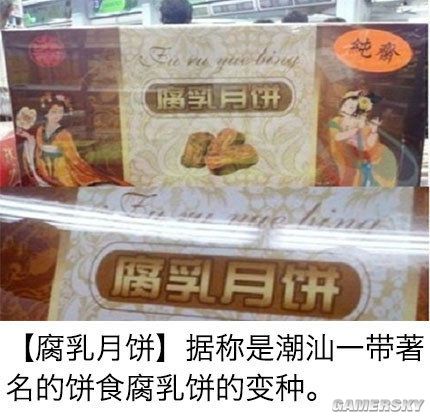 Fu ru yue bing
純齋
腐乳月饼
Fu ru yue bing
腐乳月饼
【腐乳月饼】据称是潮汕一带著
名的饼食腐乳饼的变种。
GAMERSKY